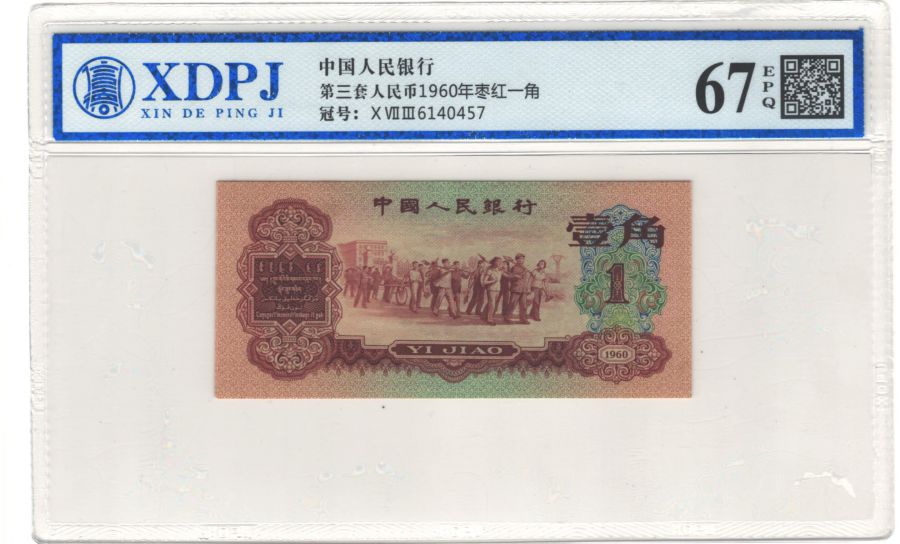 XDPJ
XIN DE PING JI
中国人民银行
第三套人民币1960年枣红一角
冠号：XⅦⅢ6140457
67
EPQ
中國人民銀行
壹角
1
YI JIAO
1960